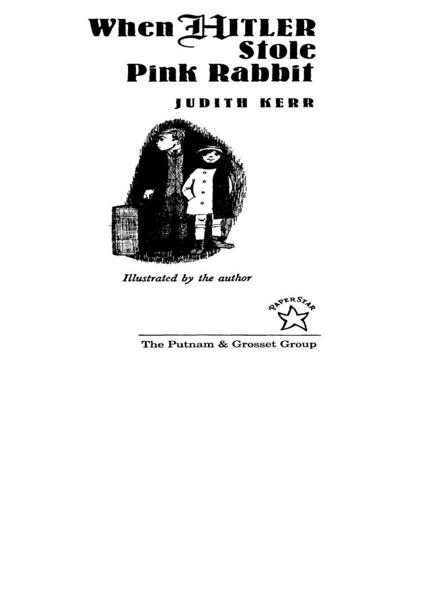 When HITLER
Stole
Pink Rabbit
JUDITH KERR
Illustrated by the author
PAPERSTAR
The Putnam & Grosset Group